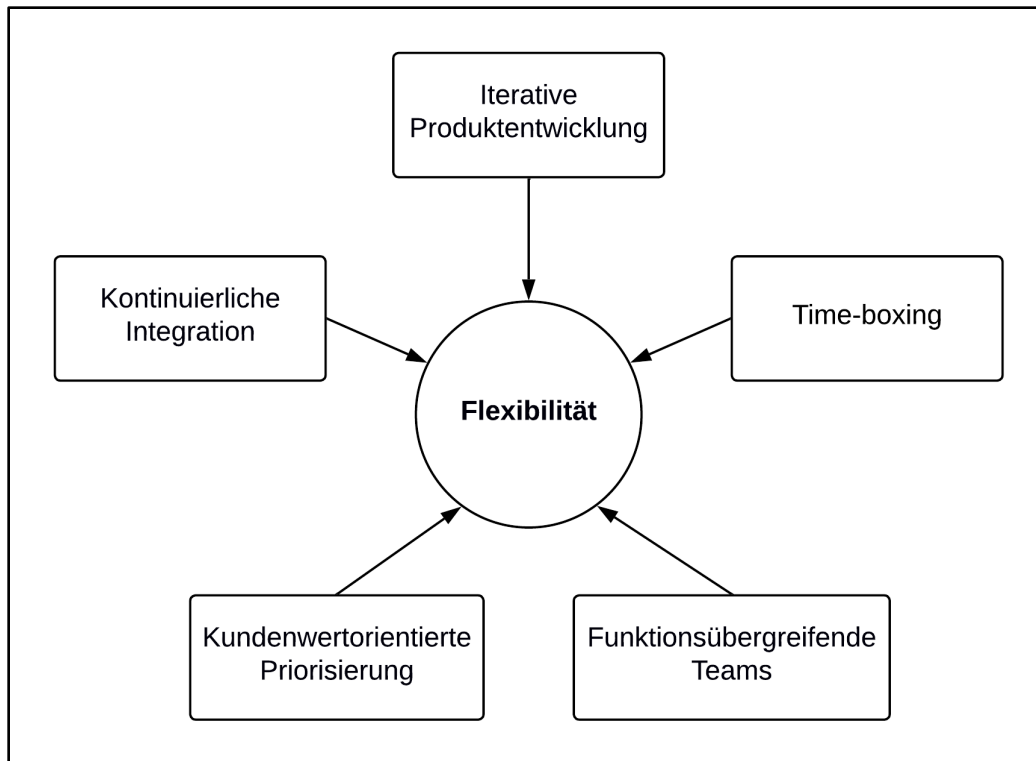 Iterative
Produktentwicklung
Kontinuierliche
Integration
Time-boxing
Flexibilität
Kundenwertorientierte
Priorisierung
Funktionsübergreifende
Teams